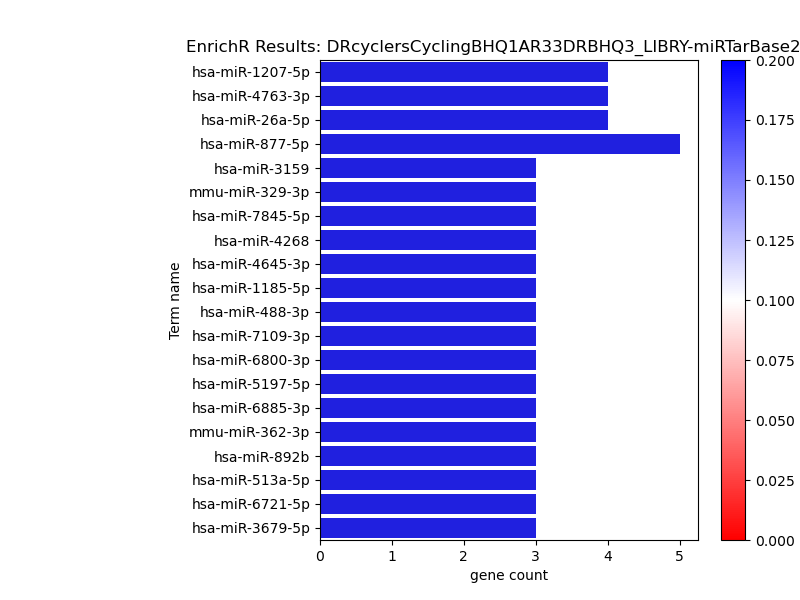 EnrichR Results: DRcyclersCyclingBHQ1AR33DRBHQ3_LIBRY-miRTarBase2
hsa-miR-1207-5p
hsa-miR-4763-3p
hsa-miR-26a-5p
hsa-miR-877-5p
hsa-miR-3159
mmu-miR-329-3p
hsa-miR-7845-5p
hsa-miR-4268
hsa-miR-4645-3p
hsa-miR-1185-5p
hsa-miR-488-3p
hsa-miR-7109-3p
hsa-miR-6800-3p
hsa-miR-5197-5p
hsa-miR-6885-3p
mmu-miR-362-3p
hsa-miR-892b
hsa-miR-513a-5p
hsa-miR-6721-5p
hsa-miR-3679-5p
Term name
0 1 2 3 4 5
gene count
0.200
0.175
0.150
0.125
0.100
0.075
0.050
0.025
0.000